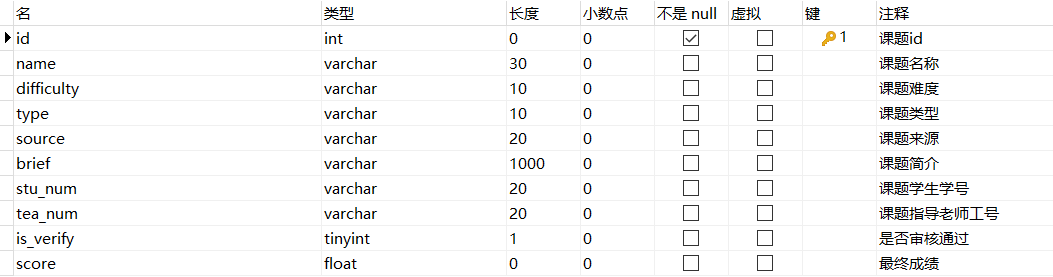 名 类型 长度 小数点 不是 null 虚拟 键 注释
id int 0 0 1 课题id
name varchar 30 0 课题名称
difficulty varchar 10 0 课题难度
type varchar 10 0 课题类型
source varchar 20 0 课题来源
brief varchar 1000 0 课题简介
stu_num varchar 20 0 课题学生学号
tea_num varchar 20 0 课题指导老师工号
is_verify tinyint 1 0 是否审核通过
score float 0 0 最终成绩